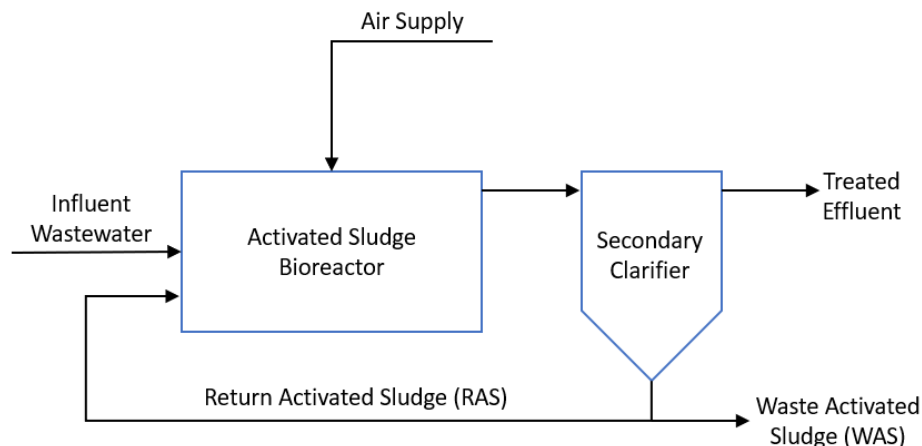 Air Supply
Influent
Wastewater
Activated Sludge
Bioreactor
Secondary
Clarifier
Treated
Effluent
Return Activated Sludge (RAS)
Waste Activated
Sludge (WAS)